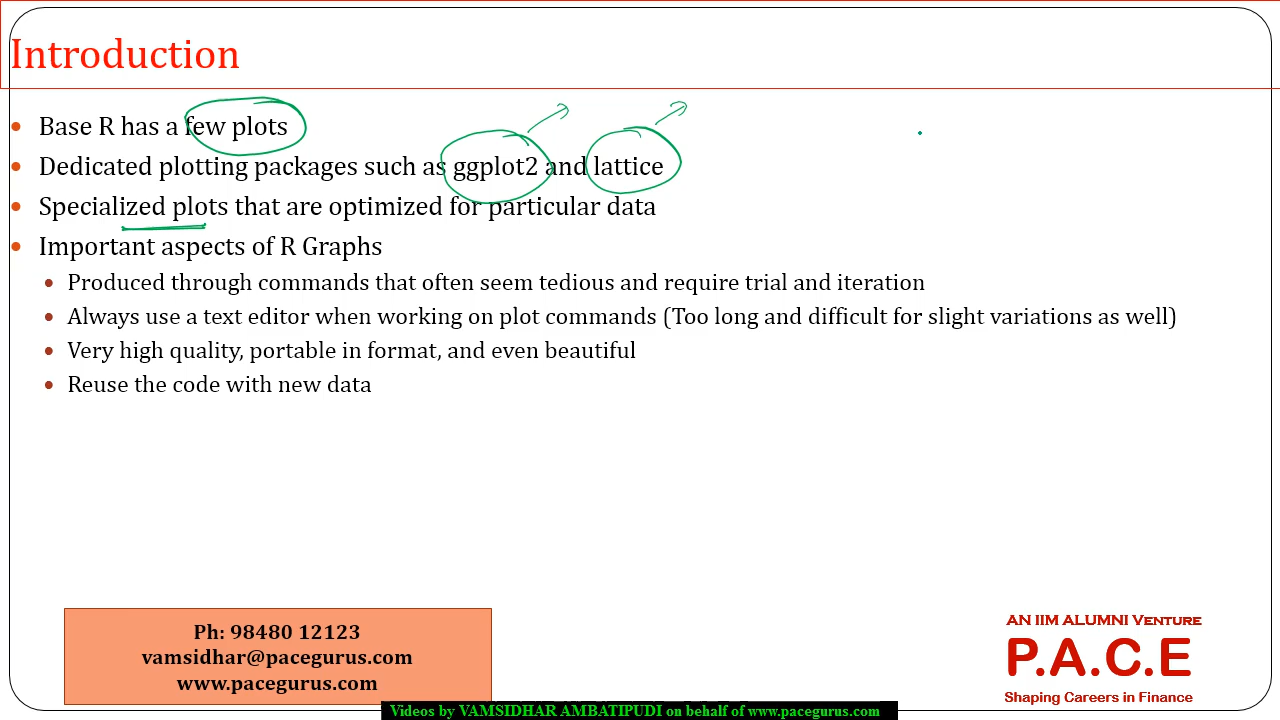 Introduction
Base R has a few plots
Dedicated plotting packages such as ggplot2 and lattice
Specialized plots that are optimized for particular data
Important aspects of R Graphs
Produced through commands that often seem tedious and require trial and iteration
Always use a text editor when working on plot commands (Too long and difficult for slight variations as well)
Very high quality, portable in format, and even beautiful
Reuse the code with new data
Ph: 98480 12123
vamsidhar@pacegurus.com
www.pacegurus.com
AN IIM ALUMNI VENTURE
P.A.C.E
Shaping Careers in Finance
Videos by VAMSIDHAR AMBATIPUDI on behalf of www.pacegurus.com